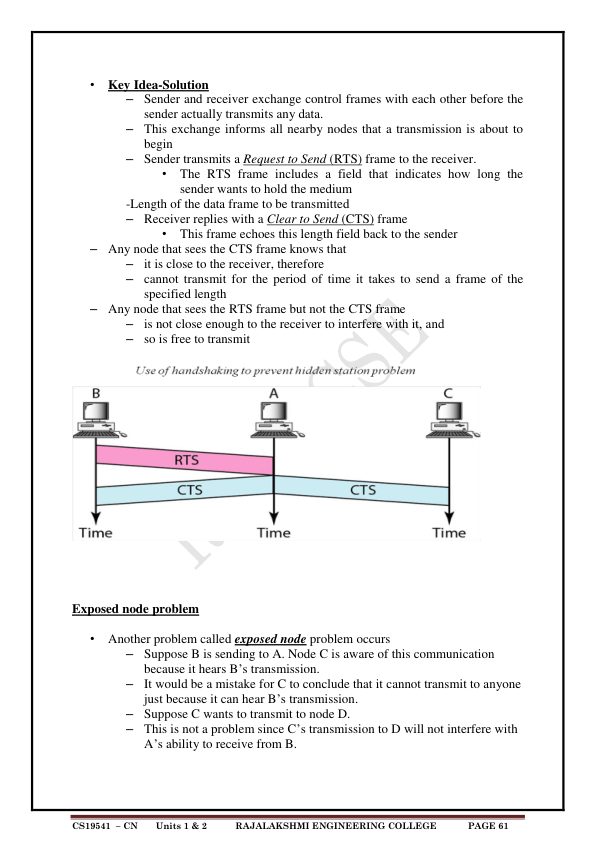 • Key Idea-Solution
– Sender and receiver exchange control frames with each other before the
sender actually transmits any data.
– This exchange informs all nearby nodes that a transmission is about to
begin
– Sender transmits a Request to Send (RTS) frame to the receiver.
• The RTS frame includes a field that indicates how long the
sender wants to hold the medium
-Length of the data frame to be transmitted
– Receiver replies with a Clear to Send (CTS) frame
• This frame echoes this length field back to the sender
– Any node that sees the CTS frame knows that
– it is close to the receiver, therefore
– cannot transmit for the period of time it takes to send a frame of the
specified length
– Any node that sees the RTS frame but not the CTS frame
– is not close enough to the receiver to interfere with it, and
– so is free to transmit
Use of handshaking to prevent hidden station problem
B A C
RTS
CTS CTS
Time Time Time
Exposed node problem
• Another problem called exposed node problem occurs
– Suppose B is sending to A. Node C is aware of this communication
because it hears B's transmission.
– It would be a mistake for C to conclude that it cannot transmit to anyone
just because it can hear B's transmission.
– Suppose C wants to transmit to node D.
– This is not a problem since C's transmission to D will not interfere with
A's ability to receive from B.
CS19541 – CN Units 1 & 2 RAJALAKSHMI ENGINEERING COLLEGE PAGE 61